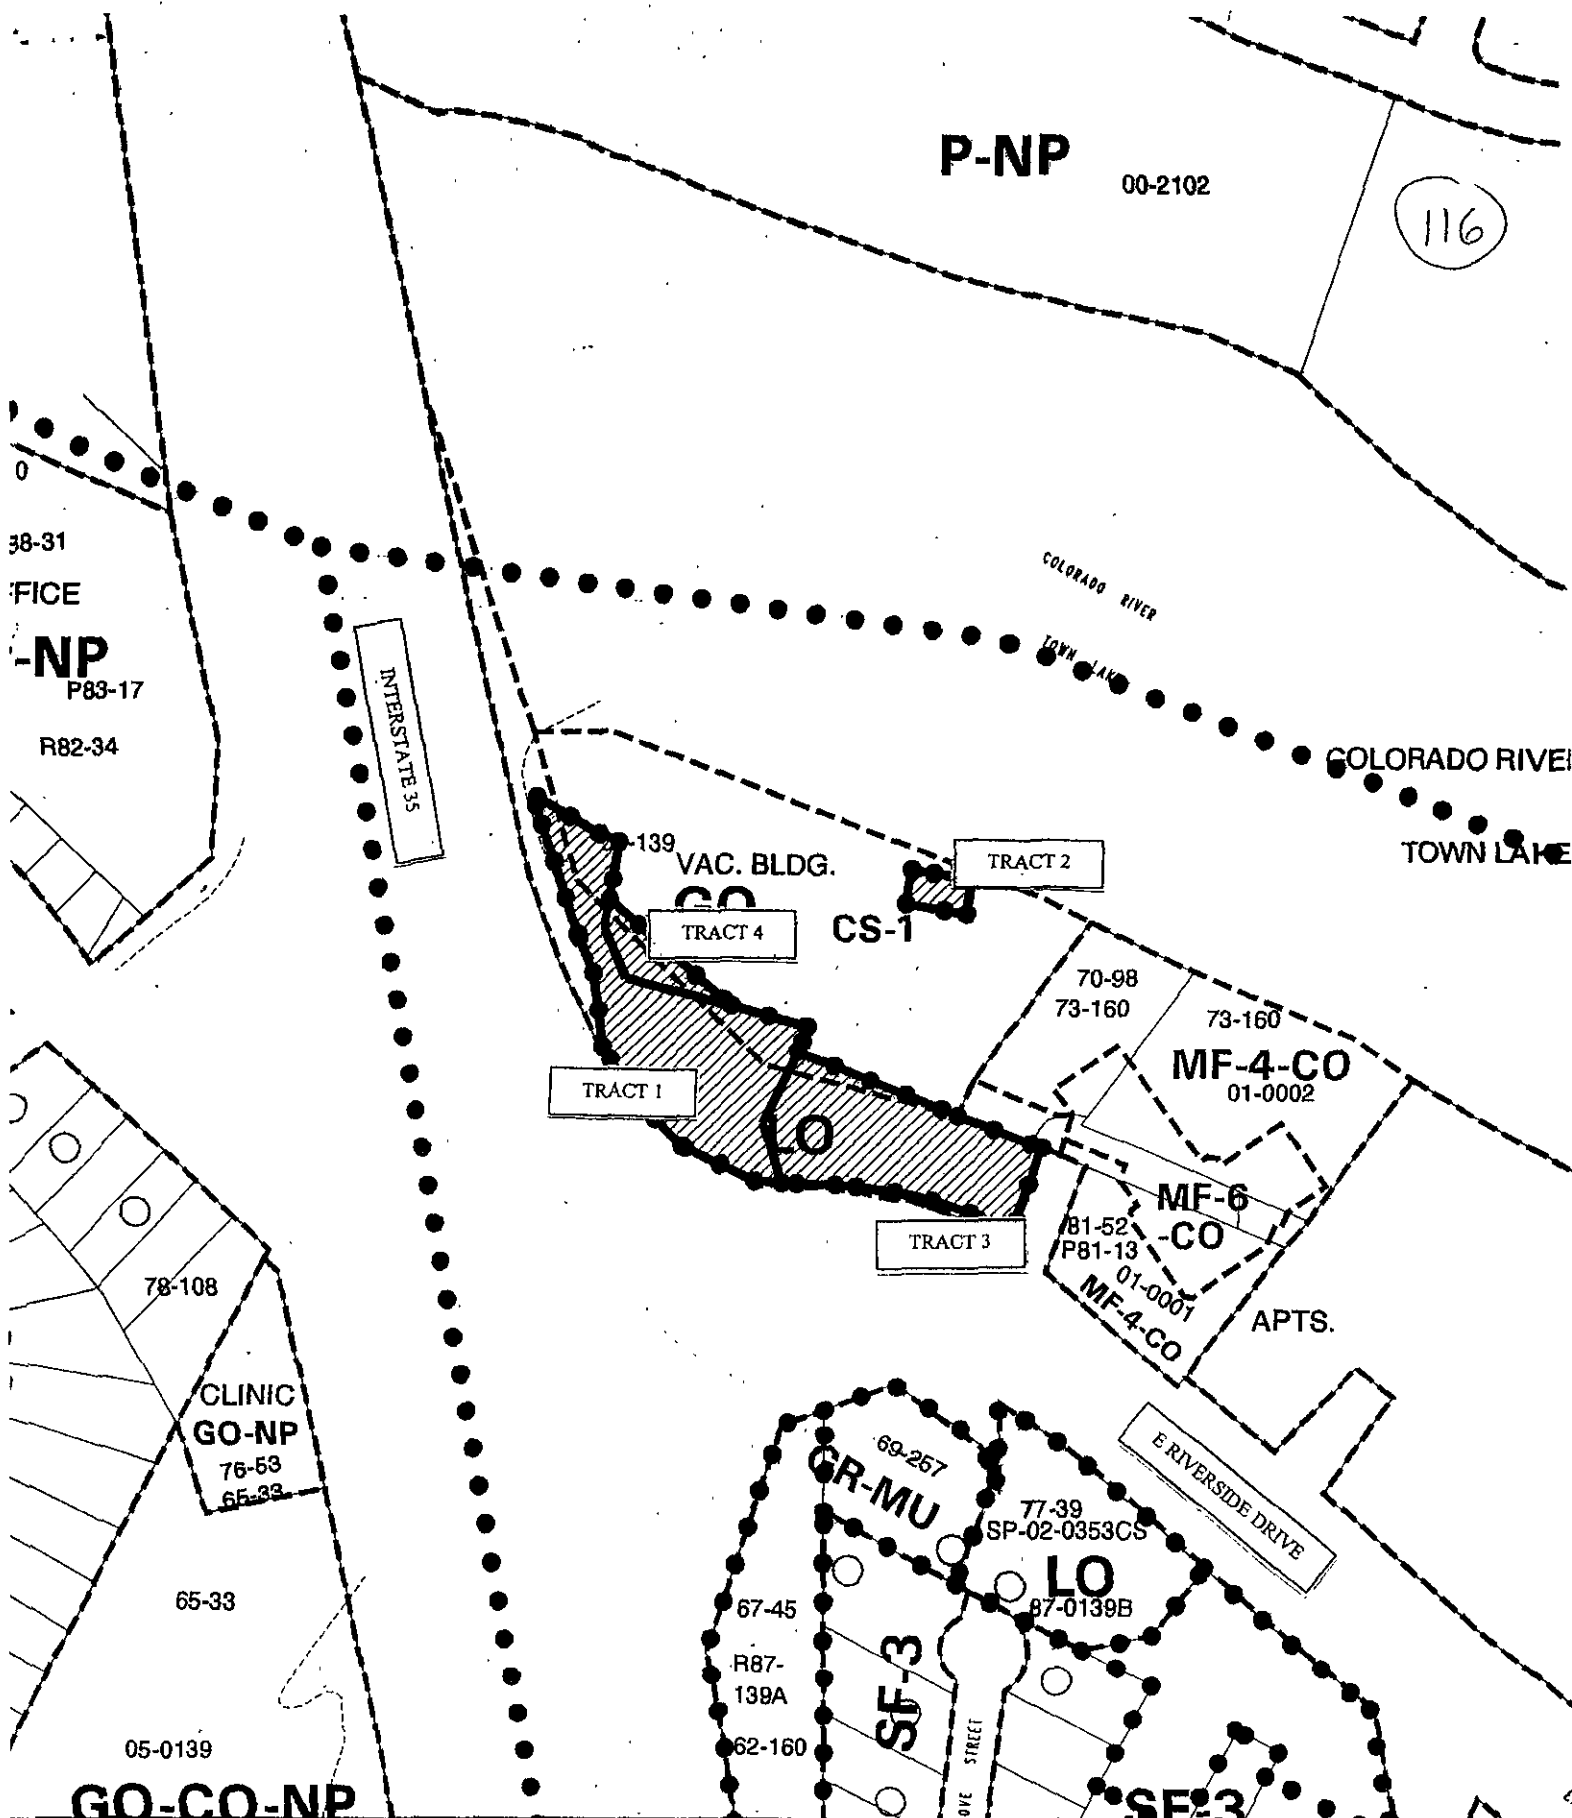 P-NP
00-2102
116
0
38-31
FICE
-NP
P83-17
R82-34
INTERSTATE 35
COLORADO RIVER
TOWN LAKE
COLORADO RIVE
TOWN LAKE
-139
VAC. BLDG.
GO
TRACT 2
CS-1
TRACT 4
70-98
73-160
73-160
MF-4-CO
01-0002
TRACT 1
LO
MF-6
-CO
81-52
P81-13
01-0001
MF-4-CO
TRACT 3
APTS.
78-108
CLINIC
GO-NP
76-53
65-33
E RIVERSIDE DRIVE
69-257
GR-MU
77-39
SP-02-0353CS
LO
87-0139B
65-33
67-45
R87-
139A
62-160
SF-3
OVE STREET
05-0139
GO-CO-NP
SF-3